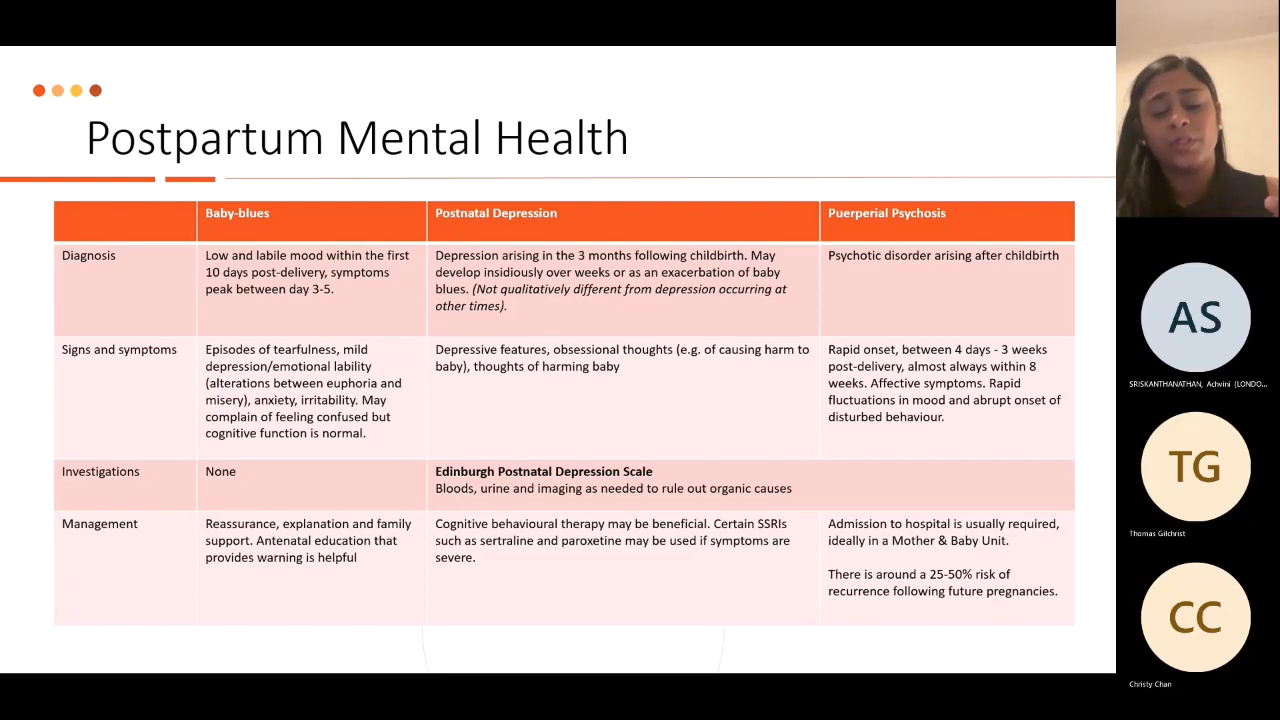 Postpartum Mental Health
Baby-blues
Postnatal Depression
Puerperial Psychosis
Diagnosis
Low and labile mood within the first
10 days post-delivery, symptoms
peak between day 3-5.
Depression arising in the 3 months following childbirth. May
develop insidiously over weeks or as an exacerbation of baby
blues. (Not qualitatively different from depression occurring at
other times).
Psychotic disorder arising after childbirth
Signs and symptoms
Episodes of tearfulness, mild
depression/emotional lability
(alterations between euphoria and
misery), anxiety, irritability. May
complain of feeling confused but
cognitive function is normal.
Depressive features, obsessional thoughts (e.g. of causing harm to
baby), thoughts of harming baby
Rapid onset, between 4 days - 3 weeks
post-delivery, almost always within 8
weeks. Affective symptoms. Rapid
fluctuations in mood and abrupt onset of
disturbed behaviour.
Investigations
None
Edinburgh Postnatal Depression Scale
Bloods, urine and imaging as needed to rule out organic causes
Management
Reassurance, explanation and family
support. Antenatal education that
provides warning is helpful
Cognitive behavioural therapy may be beneficial. Certain SSRIs
such as sertraline and paroxetine may be used if symptoms are
severe.
Admission to hospital is usually required,
ideally in a Mother & Baby Unit.
There is around a 25-50% risk of
recurrence following future pregnancies.
AS
SRISKANTHANATHAN, Achvini (LONDO...
TG
Thomas Gilchrist
CC
Christy Chan